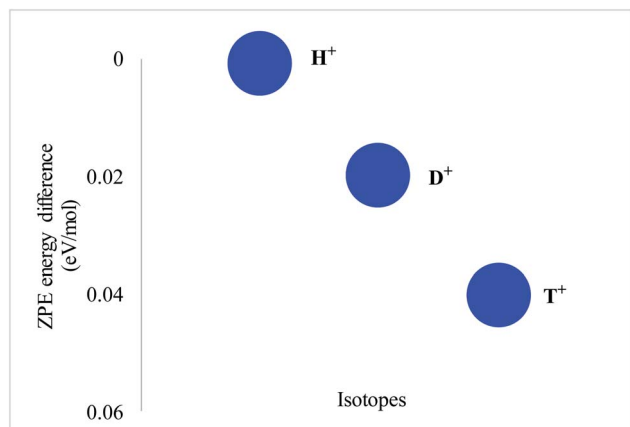 0
H+
ZPE energy difference
(eV/mol)
0.02
D+
0.04
T+
Isotopes
0.06